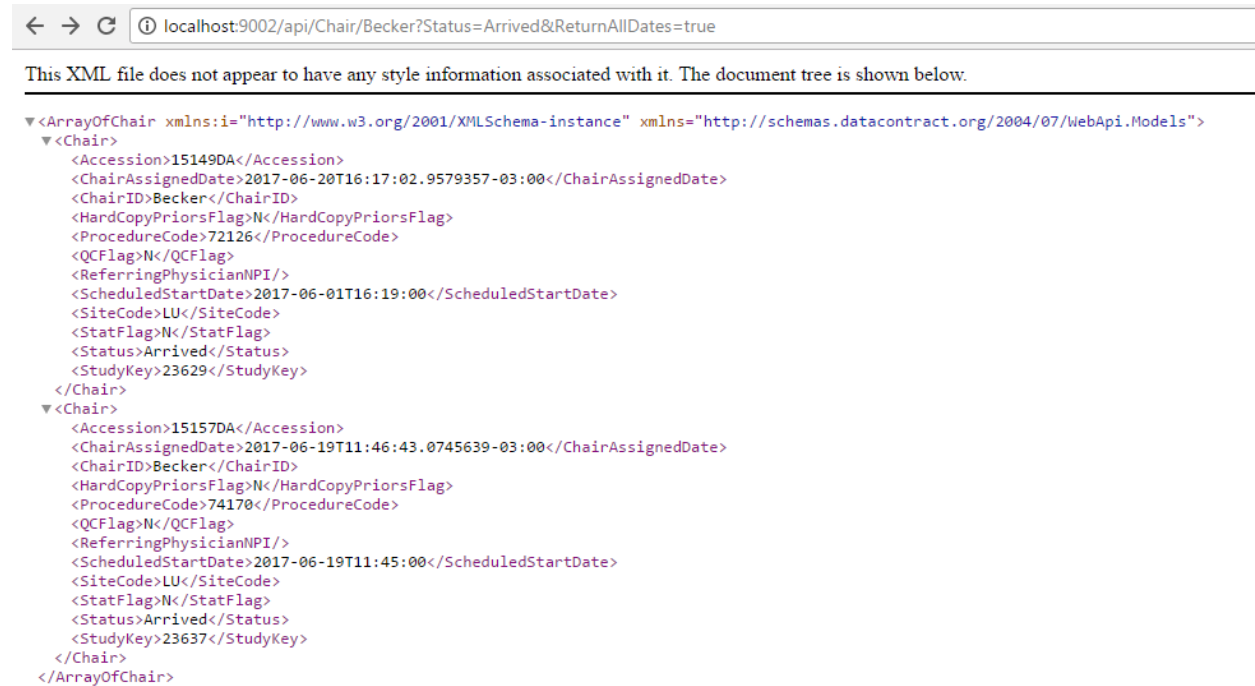 localhost:9002/api/Chair/Becker?Status=Arrived&ReturnAllDates=true
This XML file does not appear to have any style information associated with it. The document tree is shown below.
▼<ArrayOfChair xmlns:i="http://www.w3.org/2001/XMLSchema-instance" xmlns="http://schemas.datacontract.org/2004/07/WebApi.Models">
▼<Chair>
<Accession>15149DA</Accession>
<ChairAssignedDate>2017-06-20T16:17:02.9579357-03:00</ChairAssignedDate>
<ChairID>Becker</ChairID>
<HardCopyPriorsFlag>N</HardCopyPriorsFlag>
<ProcedureCode>72126</ProcedureCode>
<QCFlag>N</QCFlag>
<ReferringPhysicianNPI/>
<ScheduledStartDate>2017-06-01T16:19:00</ScheduledStartDate>
<SiteCode>LU</SiteCode>
<StatFlag>N</StatFlag>
<Status>Arrived</Status>
<StudyKey>23629</StudyKey>
</Chair>
▼<Chair>
<Accession>15157DA</Accession>
<ChairAssignedDate>2017-06-19T11:46:43.0745639-03:00</ChairAssignedDate>
<ChairID>Becker</ChairID>
<HardCopyPriorsFlag>N</HardCopyPriorsFlag>
<ProcedureCode>74170</ProcedureCode>
<QCFlag>N</QCFlag>
<ReferringPhysicianNPI/>
<ScheduledStartDate>2017-06-19T11:45:00</ScheduledStartDate>
<SiteCode>LU</SiteCode>
<StatFlag>N</StatFlag>
<Status>Arrived</Status>
<StudyKey>23637</StudyKey>
</Chair>
</ArrayOfChair>